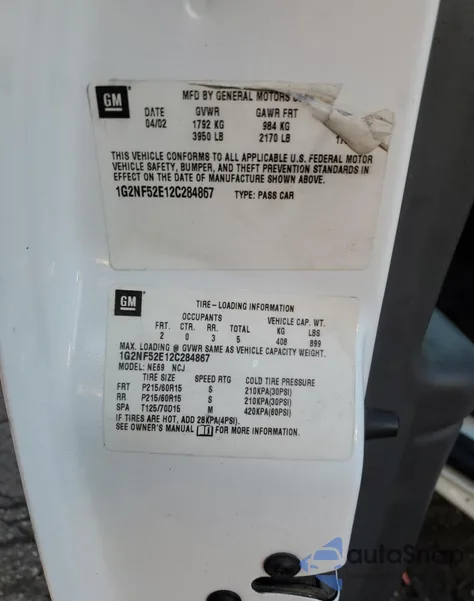 GM
MFD BY GENERAL MOTORS
DATE GVWR GAWR FRT
04/02 1792 KG 984 KG
3950 LB 2170 LB
THIS VEHICLE CONFORMS TO ALL APPLICABLE U.S. FEDERAL MOTOR
VEHICLE SAFETY, BUMPER, AND THEFT PREVENTION STANDARDS IN
EFFECT ON THE DATE OF MANUFACTURE SHOWN ABOVE.
1G2NF52E12C284867 TYPE: PASS CAR
GM
TIRE-LOADING INFORMATION
OCCUPANTS VEHICLE CAP. WT.
FRT. CTR. RR. TOTAL KG LBS
2 0 3 5 408 899
MAX. LOADING @ GVWR SAME AS VEHICLE CAPACITY WEIGHT.
1G2NF52E12C284867
MODEL: NE69 NCJ
TIRE SIZE SPEED RTG COLD TIRE PRESSURE
FRT P215/60R15 S 210KPA(30PSI)
RR P215/60R15 S 210KPA(30PSI)
SPA T125/70D15 M 420KPA(60PSI)
IF TIRES ARE HOT, ADD 28KPA(4PSI).
SEE OWNER'S MANUAL FOR MORE INFORMATION.
autoSnap